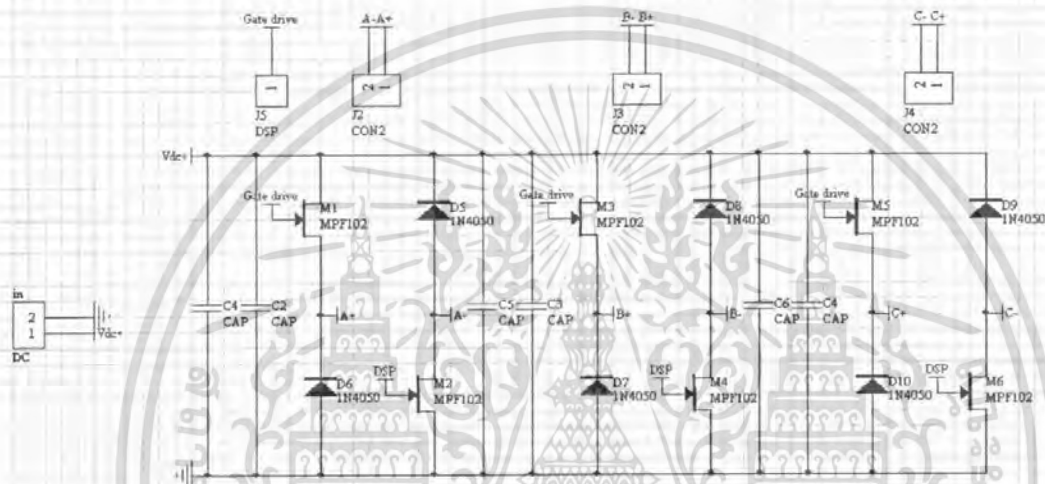 Gate drive
A- A+
B- B+
C- C+
1
2 1
2 1
2 1
J5
DSP
J2
CON2
J3
CON2
J4
CON2
Vdc+
Gate drive
M1
MPF102
D5
1N4050
Gate drive
M3
MPF102
D8
1N4050
Gate drive
M5
MPF102
D9
1N4050
in
2
1
Vdc+
DC
C4
CAP
C2
CAP
A+
A-
C5
CAP
C3
CAP
B+
B-
C6
CAP
C4
CAP
C+
C-
D6
1N4050
DSP
M2
MPF102
D7
1N4050
DSP
M4
MPF102
D10
1N4050
DSP
M6
MPF102